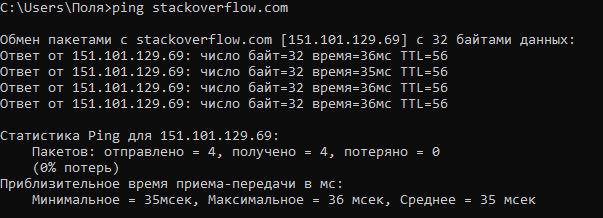 C:\Users\Поля>ping stackoverflow.com
Обмен пакетами с stackoverflow.com [151.101.129.69] с 32 байтами данных:
Ответ от 151.101.129.69: число байт=32 время=36мс TTL=56
Ответ от 151.101.129.69: число байт=32 время=35мс TTL=56
Ответ от 151.101.129.69: число байт=32 время=36мс TTL=56
Ответ от 151.101.129.69: число байт=32 время=36мс TTL=56
Статистика Ping для 151.101.129.69:
Пакетов: отправлено = 4, получено = 4, потеряно = 0
(0% потерь)
Приблизительное время приема-передачи в мс:
Минимальное = 35мсек, Максимальное = 36 мсек, Среднее = 35 мсек